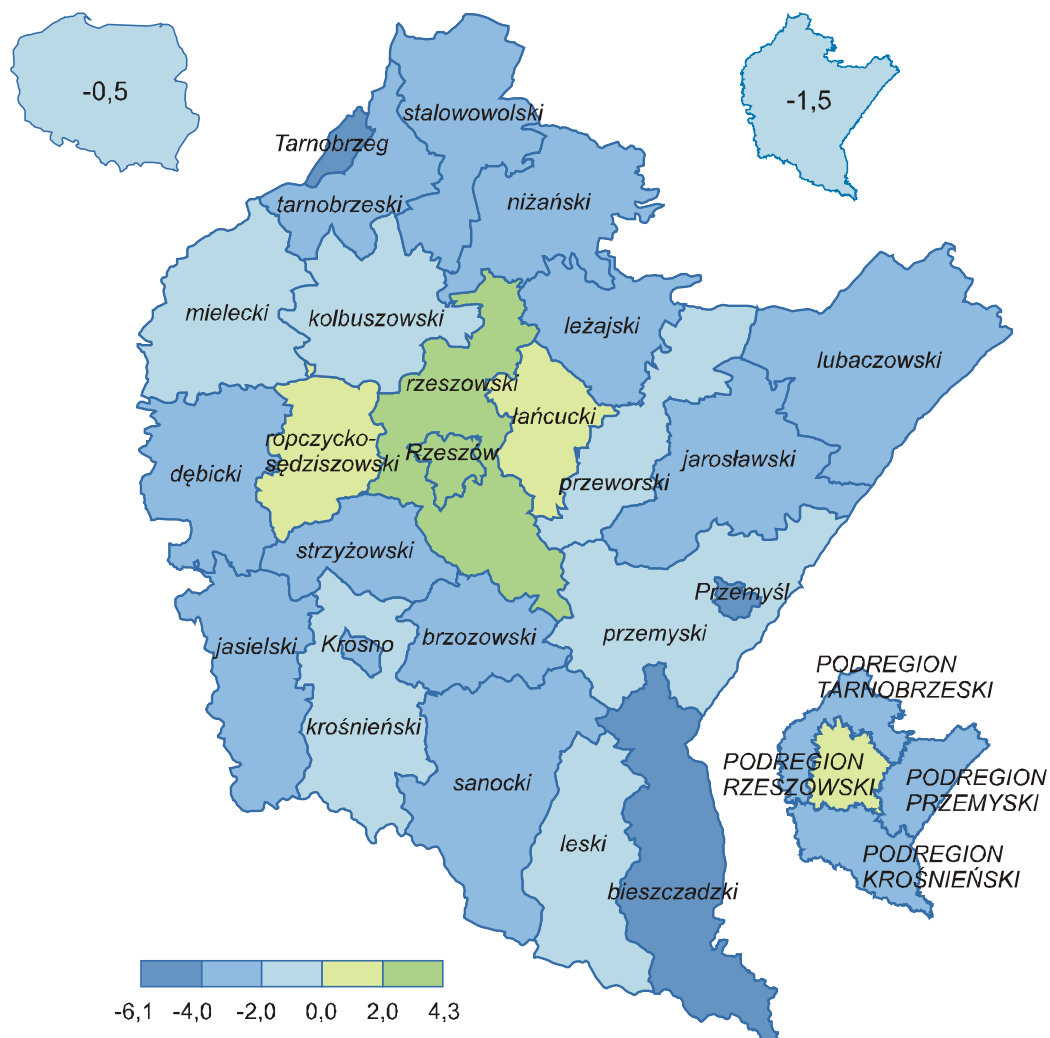 -0,5
-1,5
stalowowolski
Tarnobrzeg
tarnobrzeski
niżański
mielecki
kolbuszowski
leżajski
lubaczowski
rzeszowski
łańcucki
ropczycko-
sędziszowski
Rzeszów
dębicki
przeworski
jarosławski
strzyżowski
Przemyśl
przemyski
jasielski
Krosno
brzozowski
krośnieński
sanocki
leski
bieszczadzki
PODREGION
TARNOBRZESKI
PODREGION
RZESZOWSKI
PODREGION
PRZEMYSKI
PODREGION
KROŚNIEŃSKI
-6,1 -4,0 -2,0 0,0 2,0 4,3